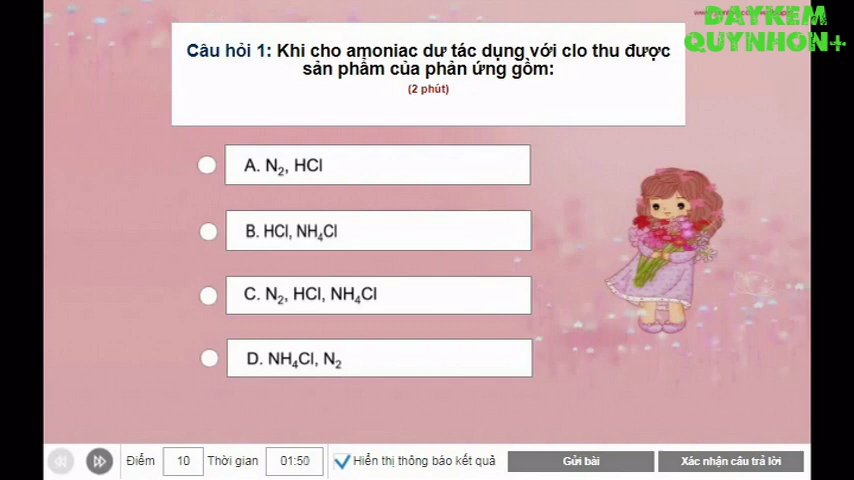 DAYKEM
QUYNHON+
Câu hỏi 1: Khi cho amoniac dư tác dụng với clo thu được
sản phẩm của phản ứng gồm:
(2 phút)
A. N₂, HCl
B. HCl, NH₄Cl
C. N₂, HCl, NH₄Cl
D. NH₄Cl, N₂
Điểm 10 Thời gian 01:50 Hiển thị thông báo kết quả Gửi bài Xác nhận câu trả lời